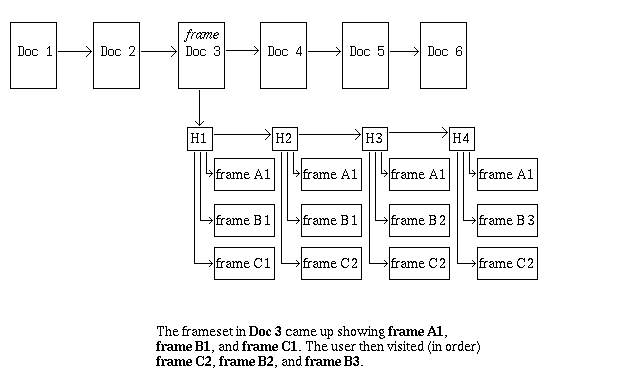 frame
Doc 1 Doc 2 Doc 3 Doc 4 Doc 5 Doc 6
H1 H2 H3 H4
frame A1 frame A1 frame A1 frame A1
frame B1 frame B1 frame B2 frame B3
frame C1 frame C2 frame C2 frame C2
The frameset in Doc 3 came up showing frame A1,
frame B1, and frame C1. The user then visited (in order)
frame C2, frame B2, and frame B3.